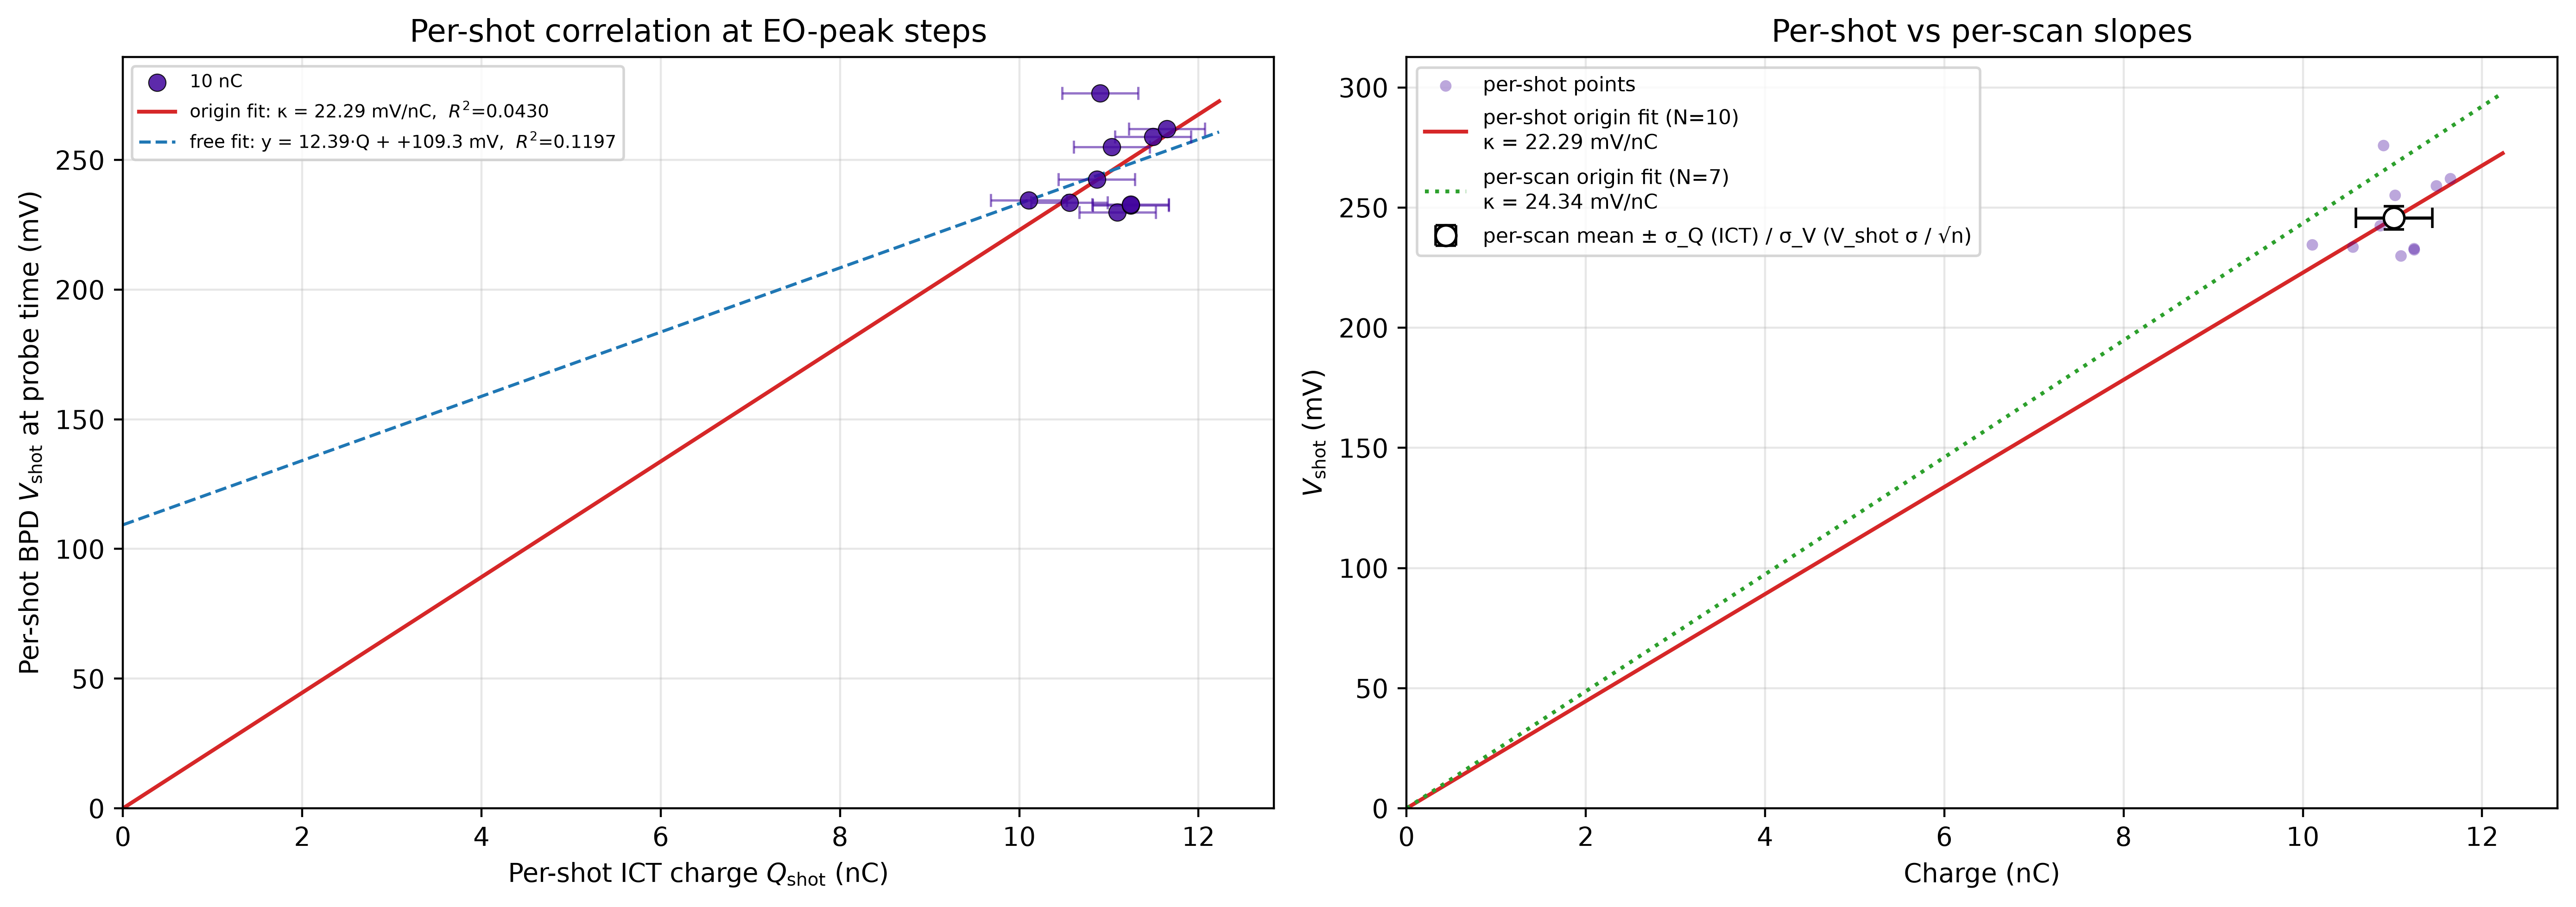 Per-shot correlation at EO-peak steps
10 nC
origin fit: κ = 22.29 mV/nC, R²=0.0430
free fit: y = 12.39·Q + +109.3 mV, R²=0.1197
Per-shot BPD V_shot at probe time (mV)
250
200
150
100
50
0
0 2 4 6 8 10 12
Per-shot ICT charge Q_shot (nC)
Per-shot vs per-scan slopes
per-shot points
per-shot origin fit (N=10)
κ = 22.29 mV/nC
per-scan origin fit (N=7)
κ = 24.34 mV/nC
per-scan mean ± σ_Q (ICT) / σ_V (V_shot σ / √n)
V_shot (mV)
300
250
200
150
100
50
0
0 2 4 6 8 10 12
Charge (nC)